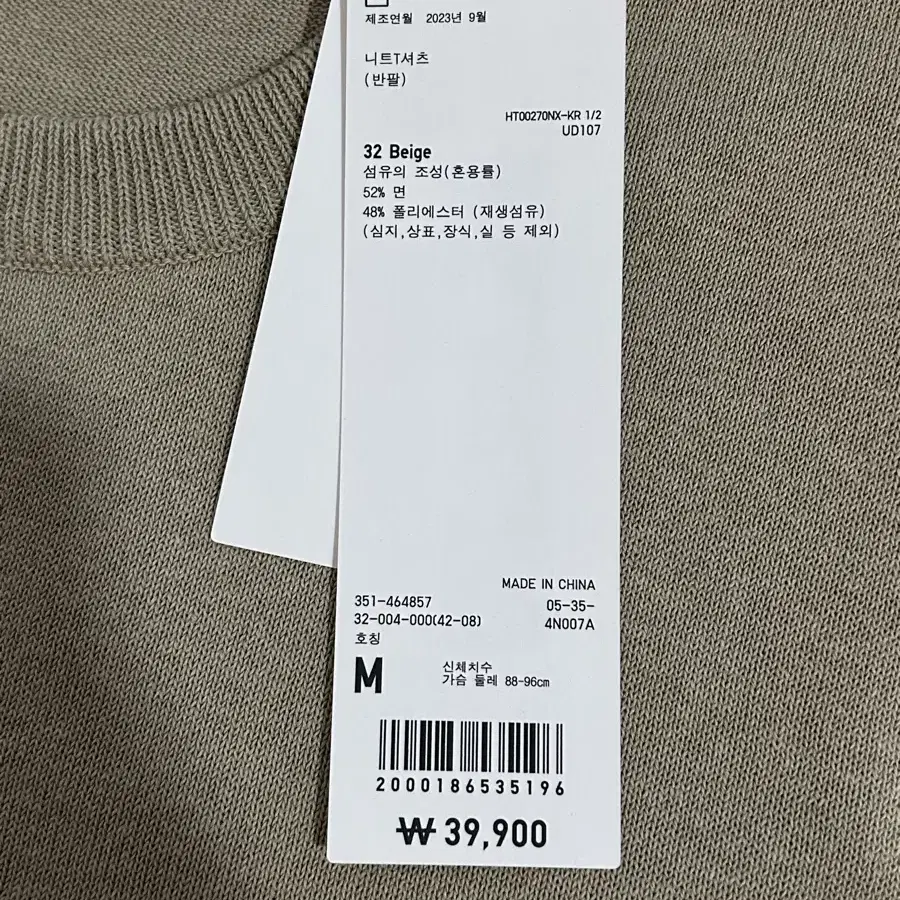 제조연월 2023년 9월
니트T셔츠
(반팔)
HT00270NX-KR 1/2
UD107
32 Beige
섬유의 조성(혼용률)
52% 면
48% 폴리에스터 (재생섬유)
(심지,상표,장식,실 등 제외)
MADE IN CHINA
351-464857 05-35-
32-004-000(42-08) 4N007A
호칭
M 신체치수
가슴 둘레 88-96cm
2000186535196
₩ 39,900